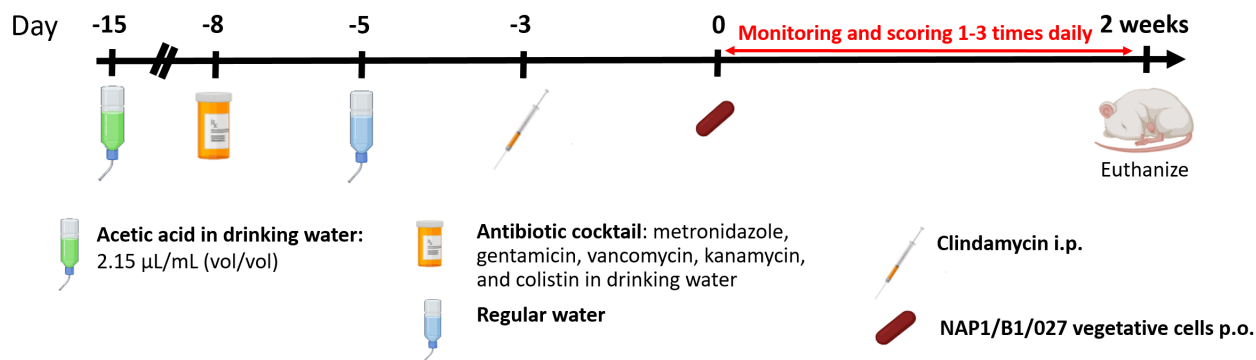 Day -15 -8 -5 -3 0 2 weeks
Monitoring and scoring 1-3 times daily
Euthanize
Acetic acid in drinking water:
2.15 µL/mL (vol/vol)
Antibiotic cocktail: metronidazole,
gentamicin, vancomycin, kanamycin,
and colistin in drinking water
Regular water
Clindamycin i.p.
NAP1/B1/027 vegetative cells p.o.